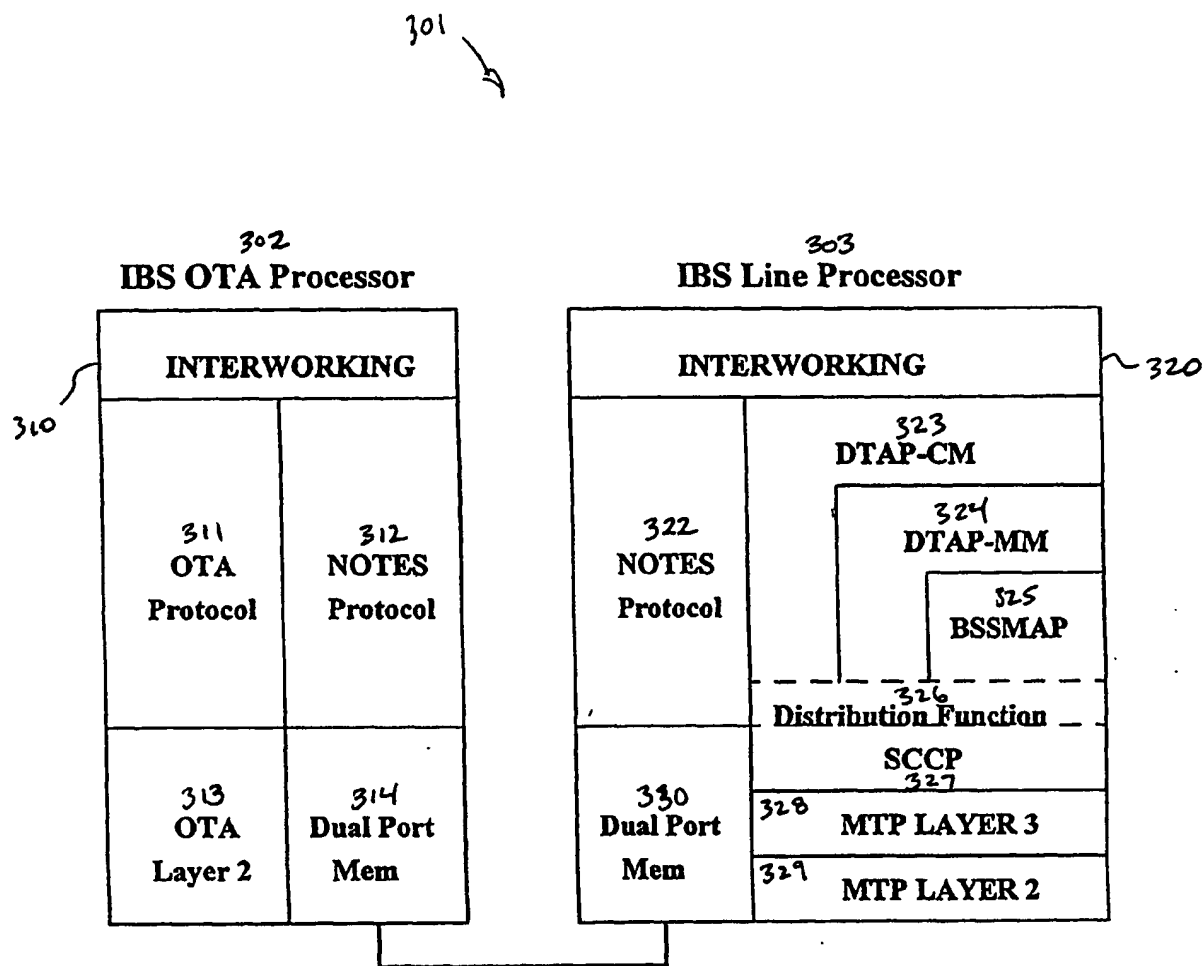 301
302
IBS OTA Processor
INTERWORKING
310
311
OTA
Protocol
312
NOTES
Protocol
313
OTA
Layer 2
314
Dual Port
Mem
303
IBS Line Processor
INTERWORKING
320
322
NOTES
Protocol
323
DTAP-CM
324
DTAP-MM
325
BSSMAP
326
Distribution Function
SCCP
327
330
Dual Port
Mem
328 MTP LAYER 3
329 MTP LAYER 2